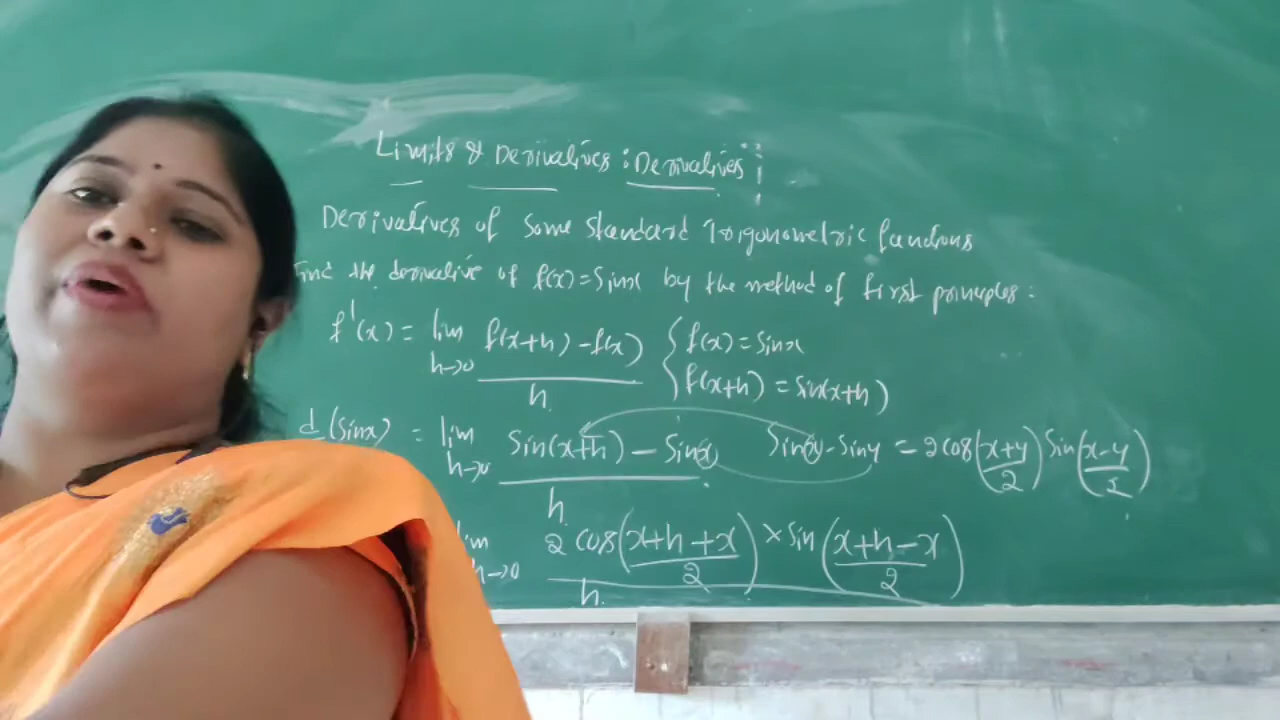 Limits & Derivatives : Derivatives :
Derivatives of Some Standard Trigonometric functions
Find the derivative of f(x)=Sinx by the method of first principles :
f'(x) = lim h→0 f(x+h) - f(x) / h { f(x) = Sinx
f(x+h) = Sin(x+h)
d/ (Sinx) = lim h→0 Sin(x+h) - Sinx / h Sinx - Siny = 2cos(x+y/2) Sin(x-y/2)
lim h→0 2 cos(x+h+x/2) × Sin(x+h-x/2) / h